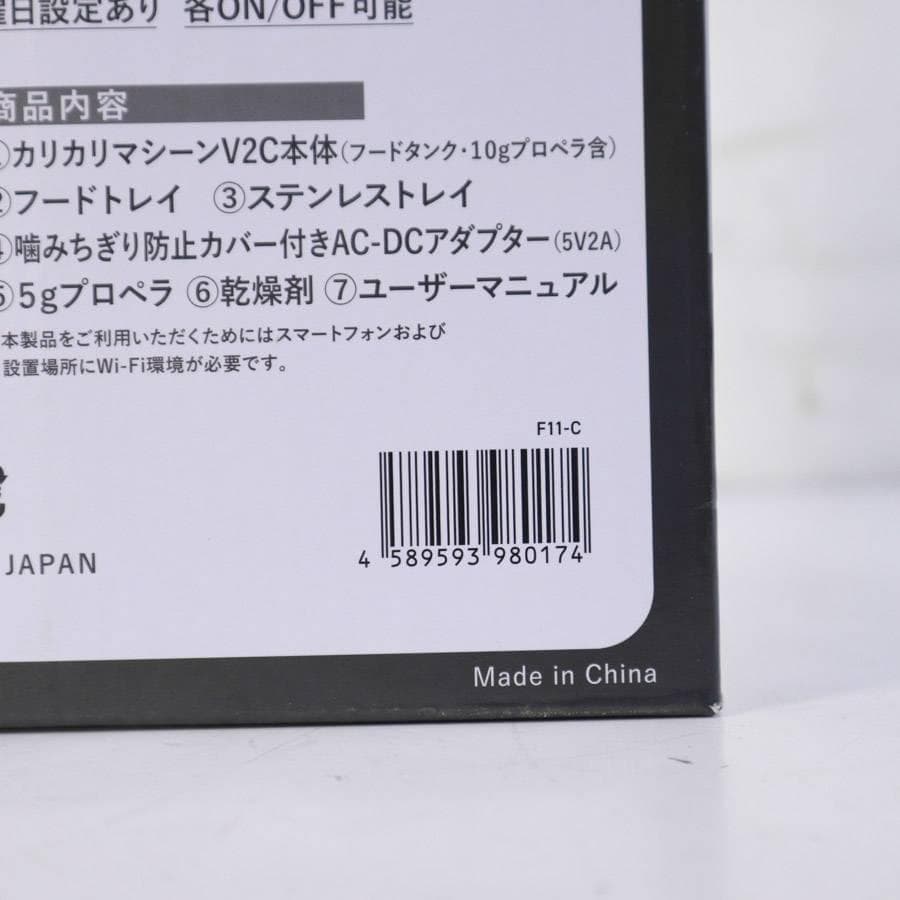 曜日設定あり 各ON/OFF可能
商品内容
①カリカリマシーンV2C本体(フードタンク・10gプロペラ含)
②フードトレイ ③ステンレストレイ
④噛みちぎり防止カバー付きAC-DCアダプター(5V2A)
⑤5gプロペラ ⑥乾燥剤 ⑦ユーザーマニュアル
本製品をご利用いただくためにはスマートフォンおよび
設置場所にWi-Fi環境が必要です。
F11-C
4 589593 980174
JAPAN
Made in China